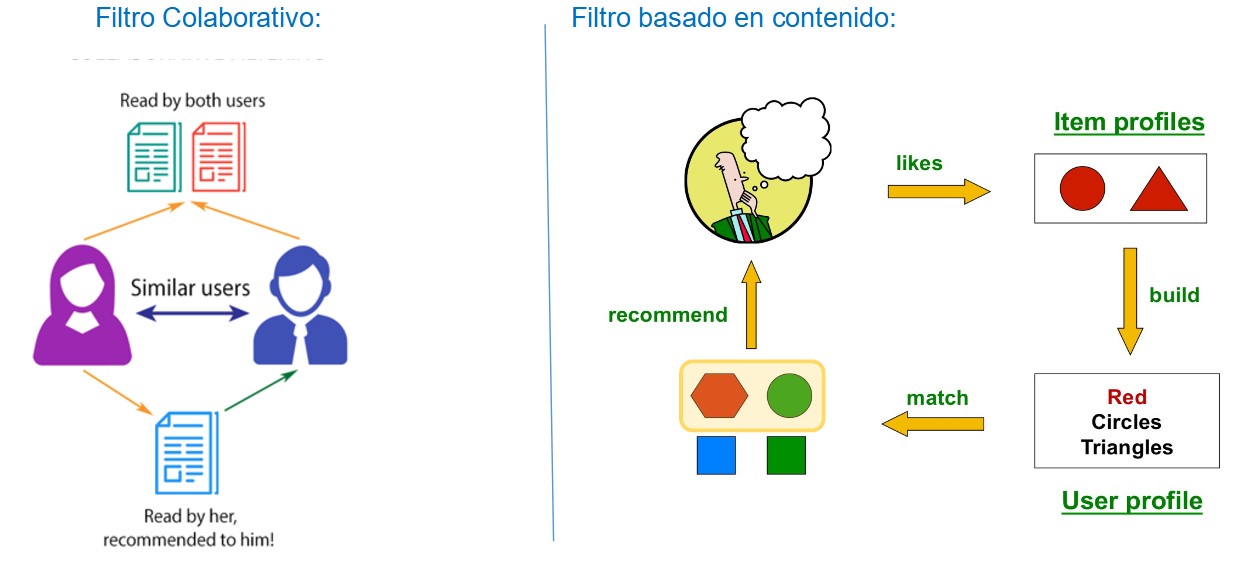 Filtro Colaborativo:
Read by both users
Similar users
Read by her,
recommended to him!
Filtro basado en contenido:
likes
Item profiles
build
recommend
match
Red
Circles
Triangles
User profile